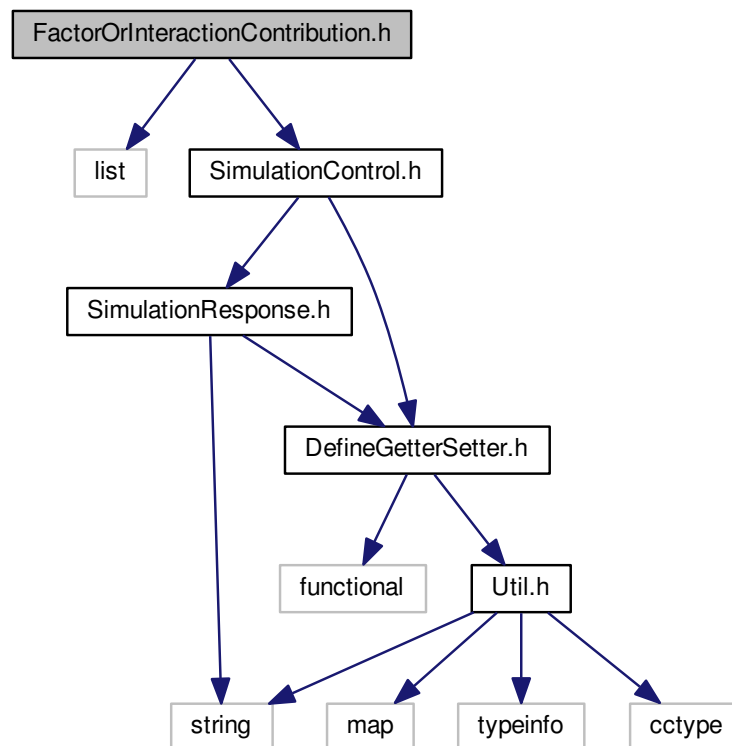 FactorOrInteractionContribution.h
list
SimulationControl.h
SimulationResponse.h
DefineGetterSetter.h
functional
Util.h
string
map
typeinfo
cctype